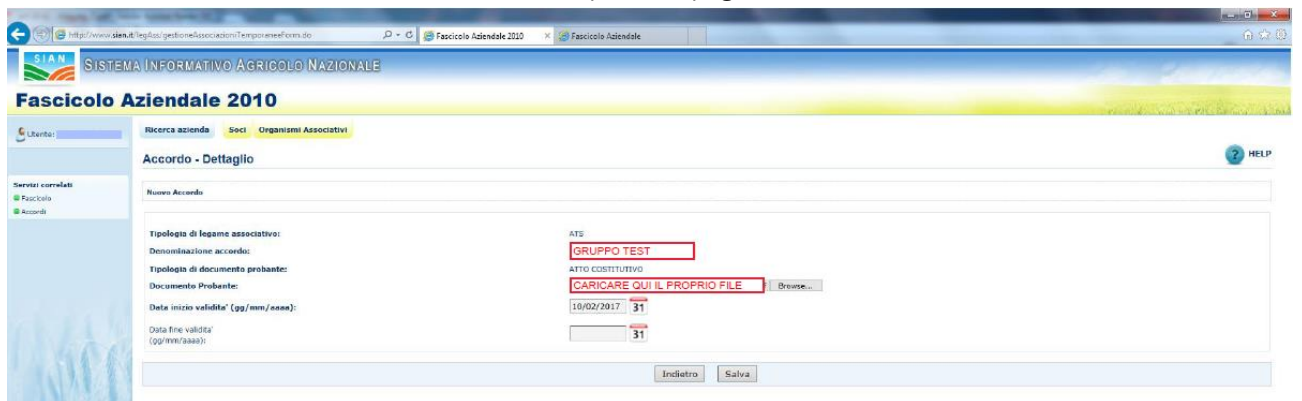 http://www.sian.it/legAss/gestioneAssociazioniTemporaneeForm.do
Fascicolo Aziendale 2010
Fascicolo Aziendale
SIAN
SISTEMA INFORMATIVO AGRICOLO NAZIONALE
Fascicolo Aziendale 2010
Utente:
Ricerca azienda Soci Organismi Associativi
Accordo - Dettaglio
HELP
Servizi correlati
Fascicolo
Accordi
Nuovo Accordo
Tipologia di legame associativo: ATS
Denominazione accordo: GRUPPO TEST
Tipologia di documento probante: ATTO COSTITUTIVO
Documento Probante: CARICARE QUI IL PROPRIO FILE Browse...
Data inizio validita' (gg/mm/aaaa): 10/02/2017 31
Data fine validita'
(gg/mm/aaaa): 31
Indietro Salva